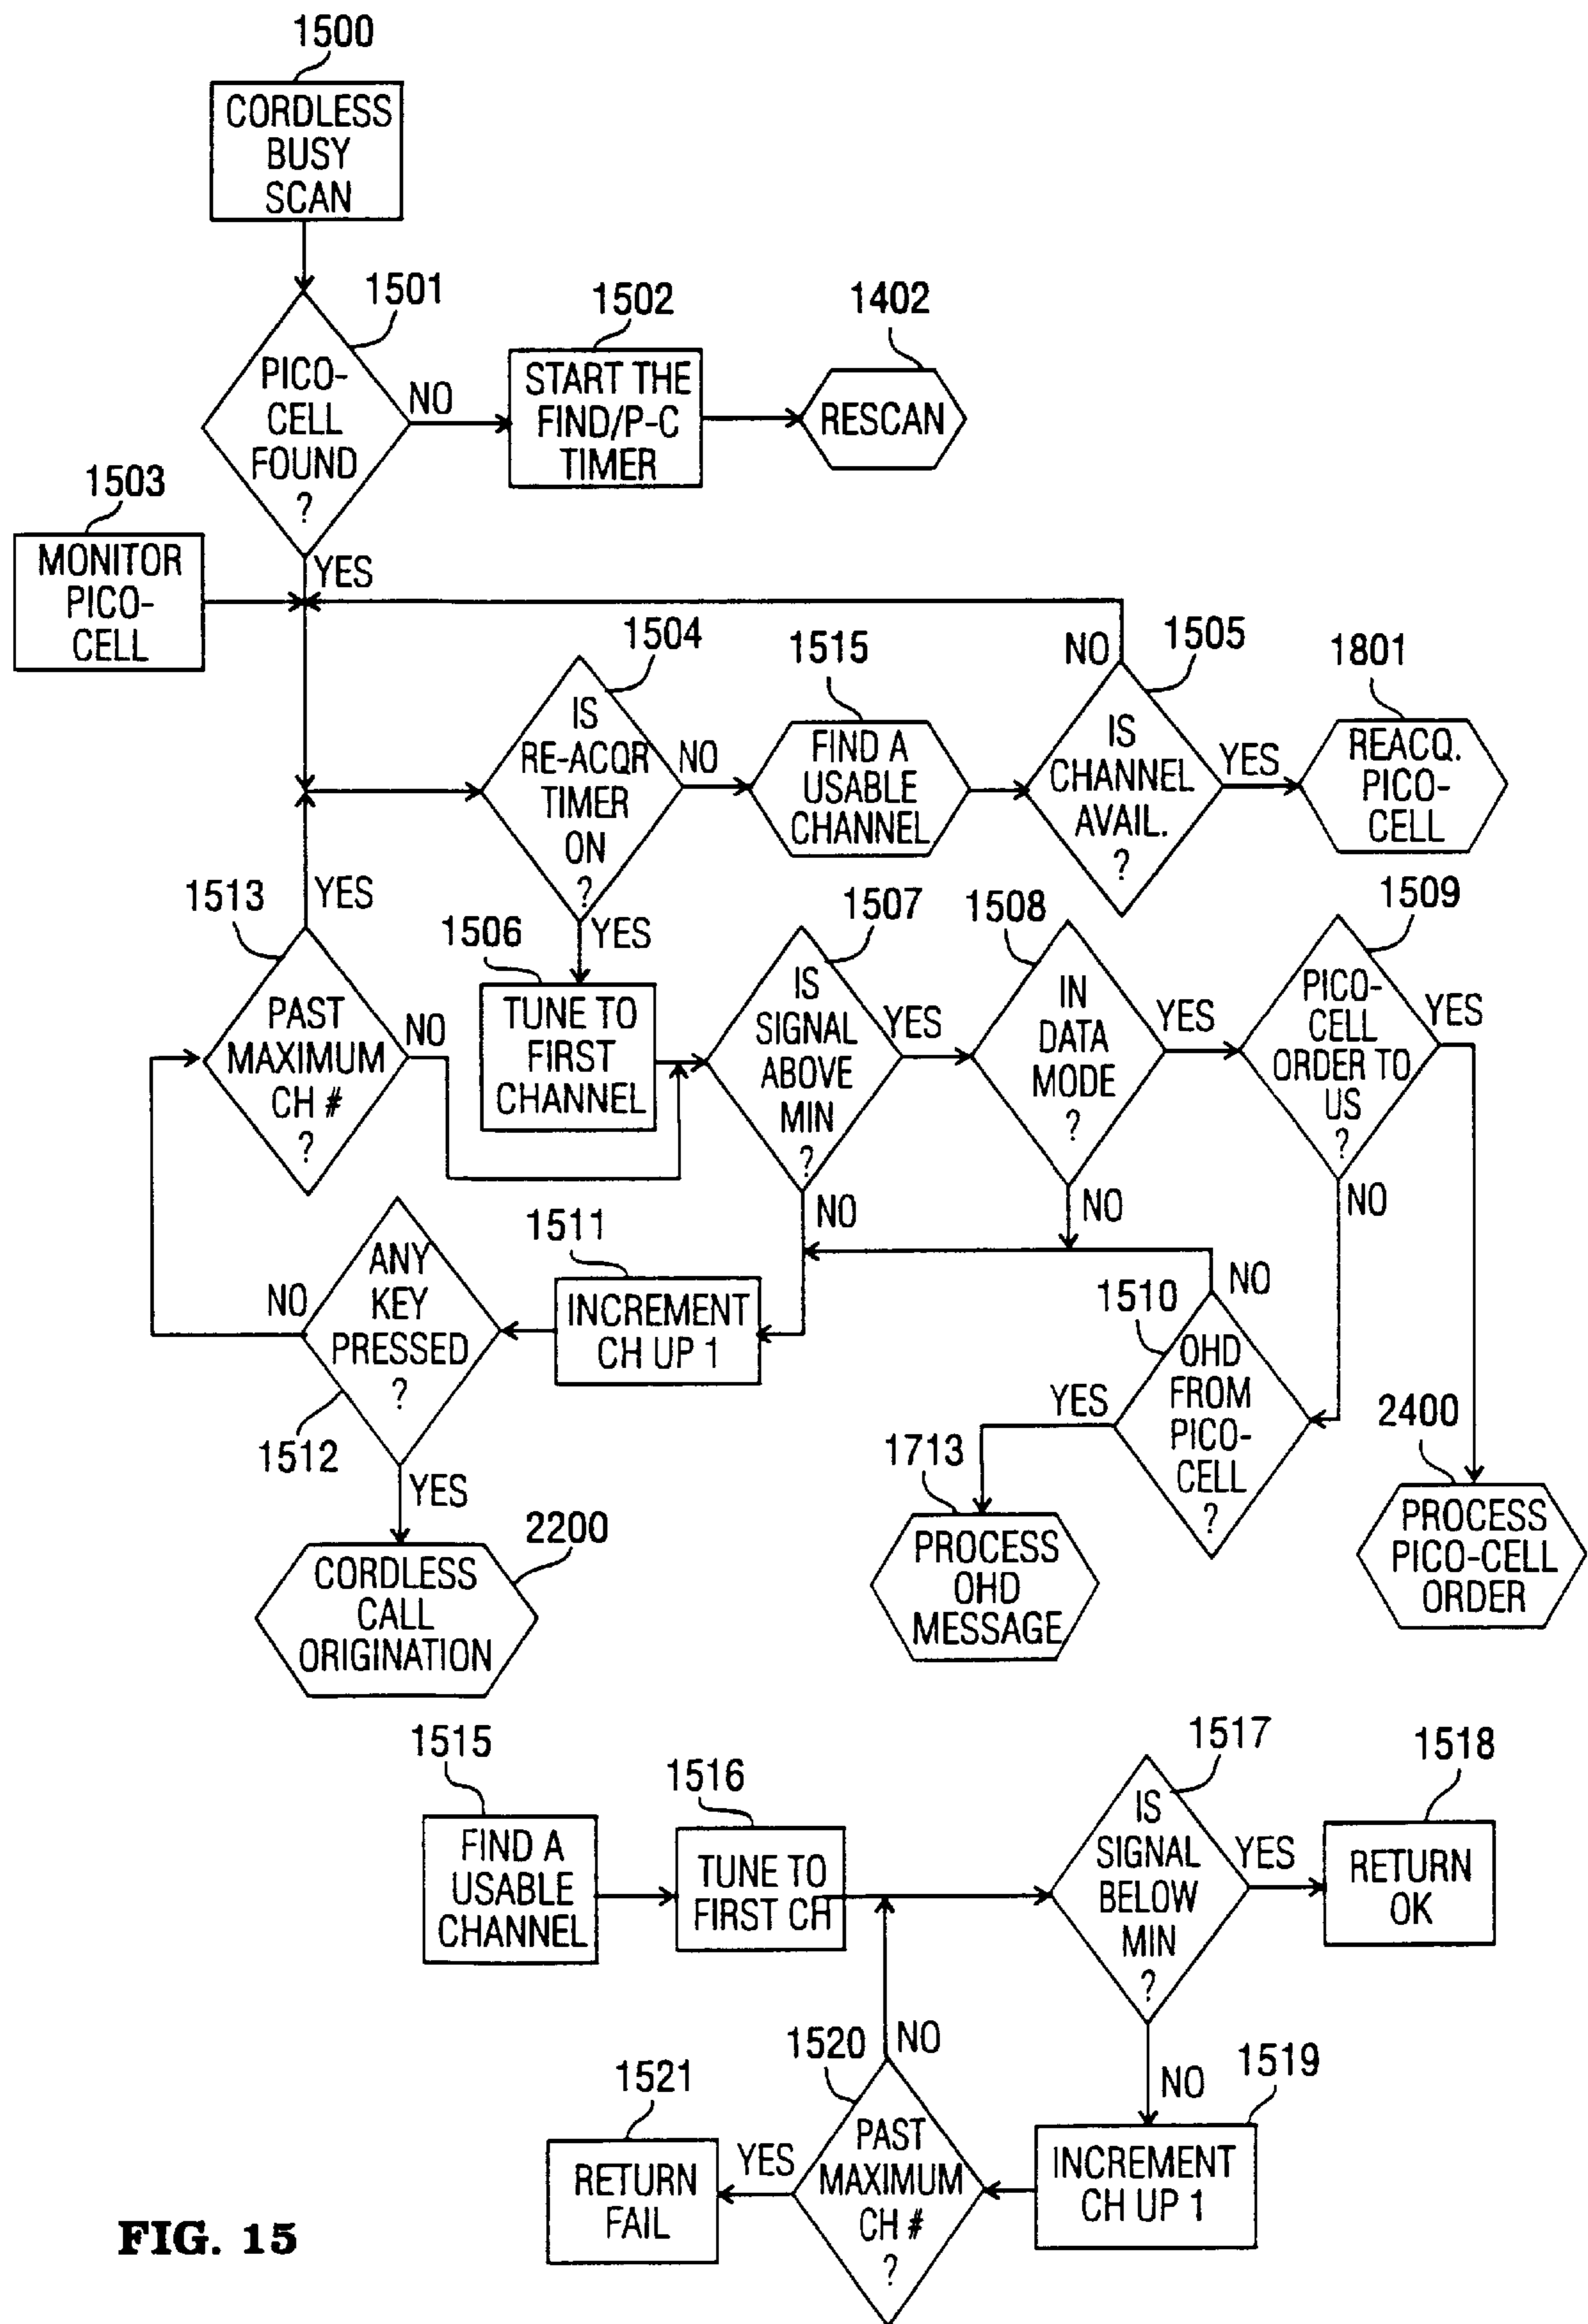 1500
CORDLESS
BUSY
SCAN
1501
PICO-
CELL
FOUND
?
NO
YES
1502
START THE
FIND/P-C
TIMER
1402
RESCAN
1503
MONITOR
PICO-
CELL
1504
IS
RE-ACQR
TIMER
ON
?
NO
YES
1515
FIND A
USABLE
CHANNEL
1505
NO
IS
CHANNEL
AVAIL.
?
YES
1801
REACQ.
PICO-
CELL
1513
YES
PAST
MAXIMUM
CH #
?
NO
1506
TUNE TO
FIRST
CHANNEL
1507
IS
SIGNAL
ABOVE
MIN
?
YES
NO
1508
IN
DATA
MODE
?
YES
NO
1509
PICO-
CELL
ORDER TO
US
?
YES
NO
1512
ANY
KEY
PRESSED
?
NO
YES
1511
INCREMENT
CH UP 1
1510
NO
OHD
FROM
PICO-
CELL
?
YES
1713
PROCESS
OHD
MESSAGE
2400
PROCESS
PICO-CELL
ORDER
2200
CORDLESS
CALL
ORIGINATION
1515
FIND A
USABLE
CHANNEL
1516
TUNE TO
FIRST CH
1517
IS
SIGNAL
BELOW
MIN
?
YES
NO
1518
RETURN
OK
1519
INCREMENT
CH UP 1
1520
NO
PAST
MAXIMUM
CH #
?
YES
1521
RETURN
FAIL
FIG. 15